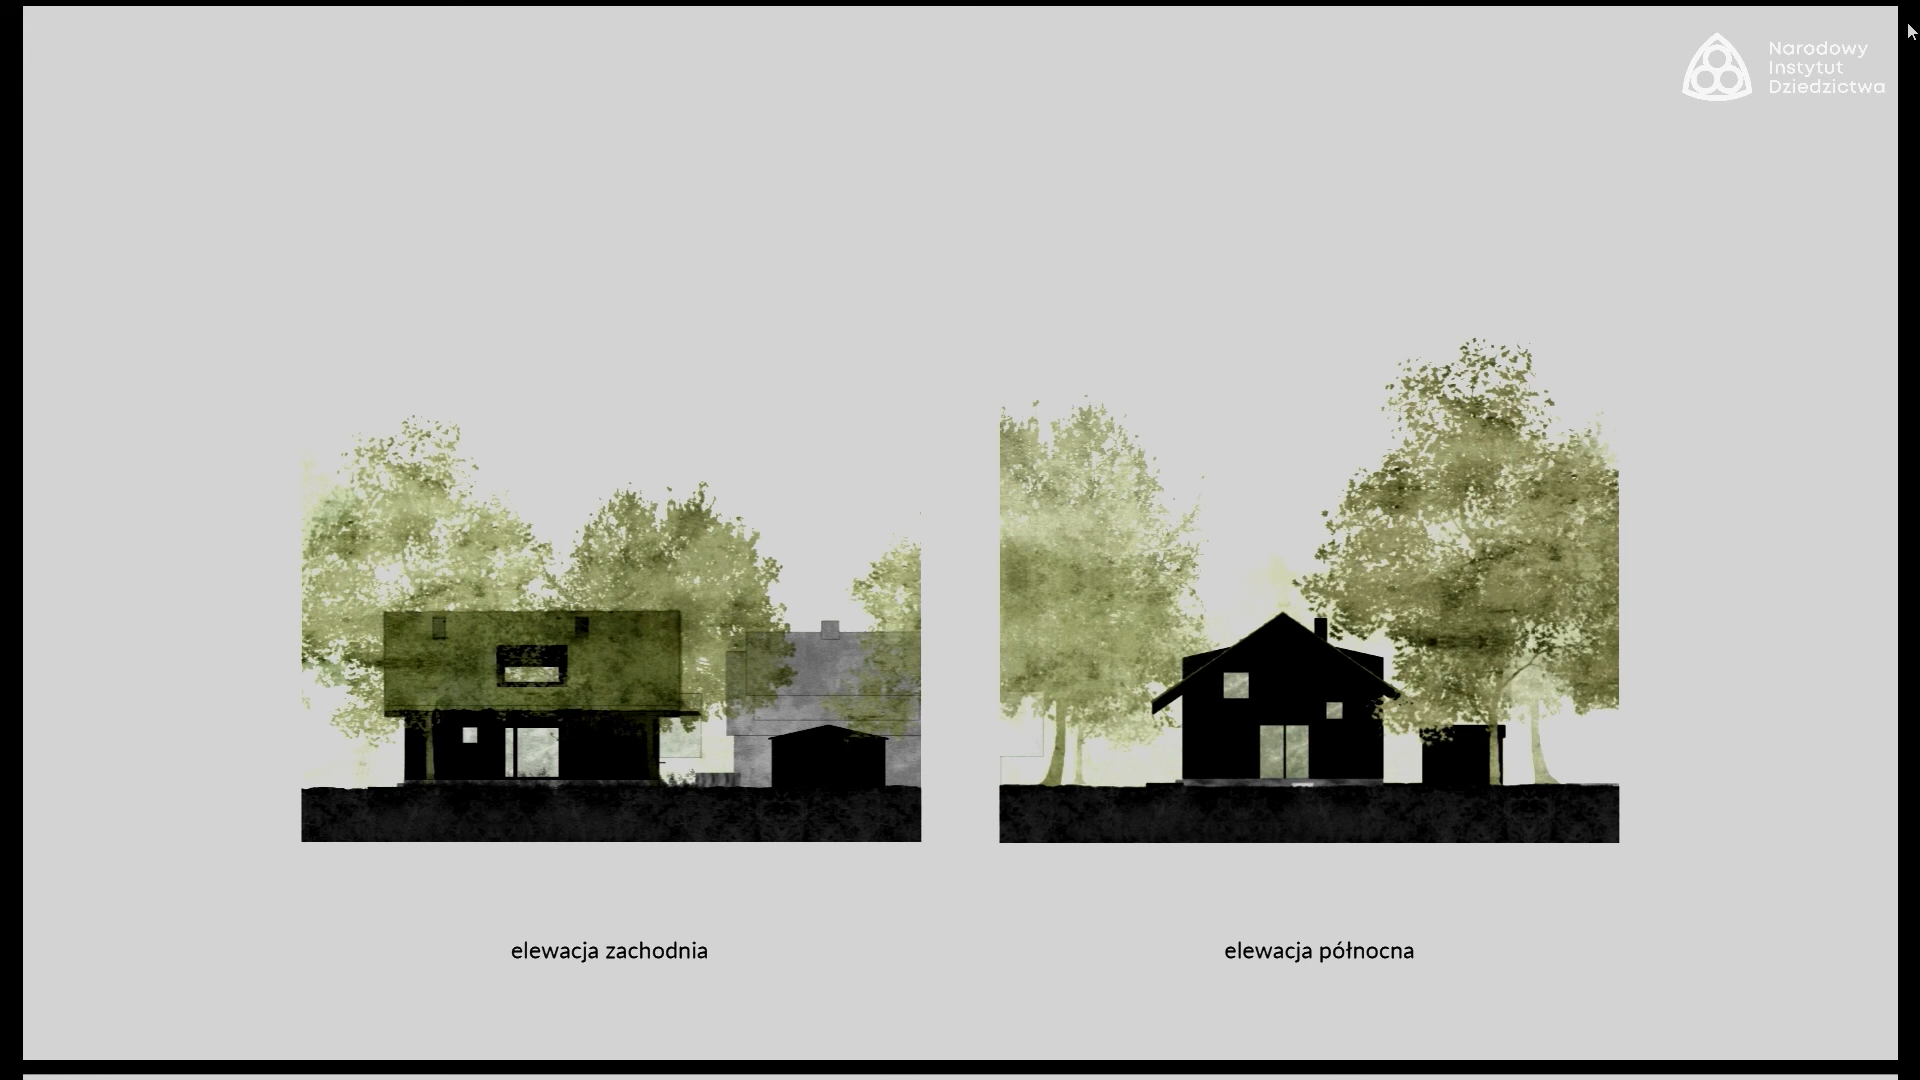 Narodowy
Instytut
Dziedzictwa
elewacja zachodnia
elewacja północna